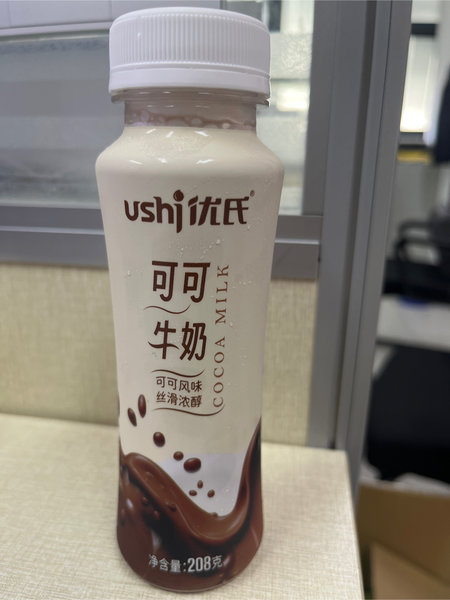 ushi优氏®
可可
牛奶
COCOA MILK
可可风味
丝滑浓醇
净含量:208克